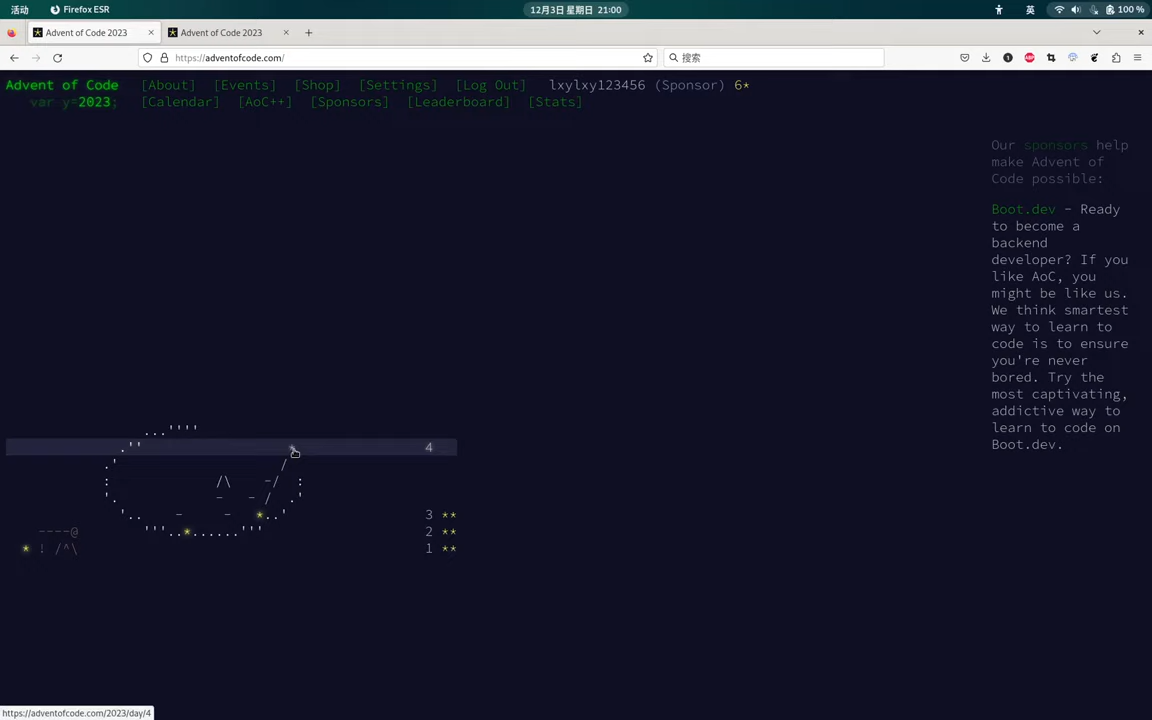 活动 Firefox ESR 12月3日 星期日 21:00 英 100 %
Advent of Code 2023 Advent of Code 2023
https://adventofcode.com/ 搜索
Advent of Code [About] [Events] [Shop] [Settings] [Log Out] lxylxy123456 (Sponsor) 6*
var y=2023; [Calendar] [AoC++] [Sponsors] [Leaderboard] [Stats]
Our sponsors help
make Advent of
Code possible:
Boot.dev - Ready
to become a
backend
developer? If you
like AoC, you
might be like us.
We think smartest
way to learn to
code is to ensure
you're never
bored. Try the
most captivating,
addictive way to
learn to code on
Boot.dev.
4
3 **
2 **
1 **
https://adventofcode.com/2023/day/4